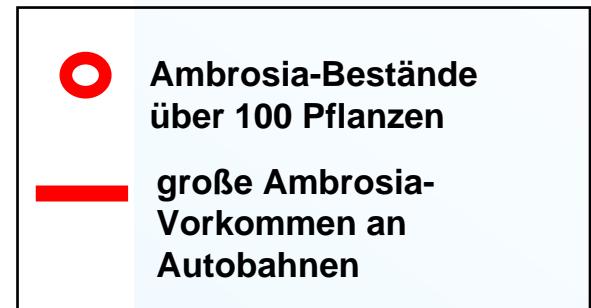 Ambrosia-Bestände
über 100 Pflanzen
große Ambrosia-
Vorkommen an
Autobahnen